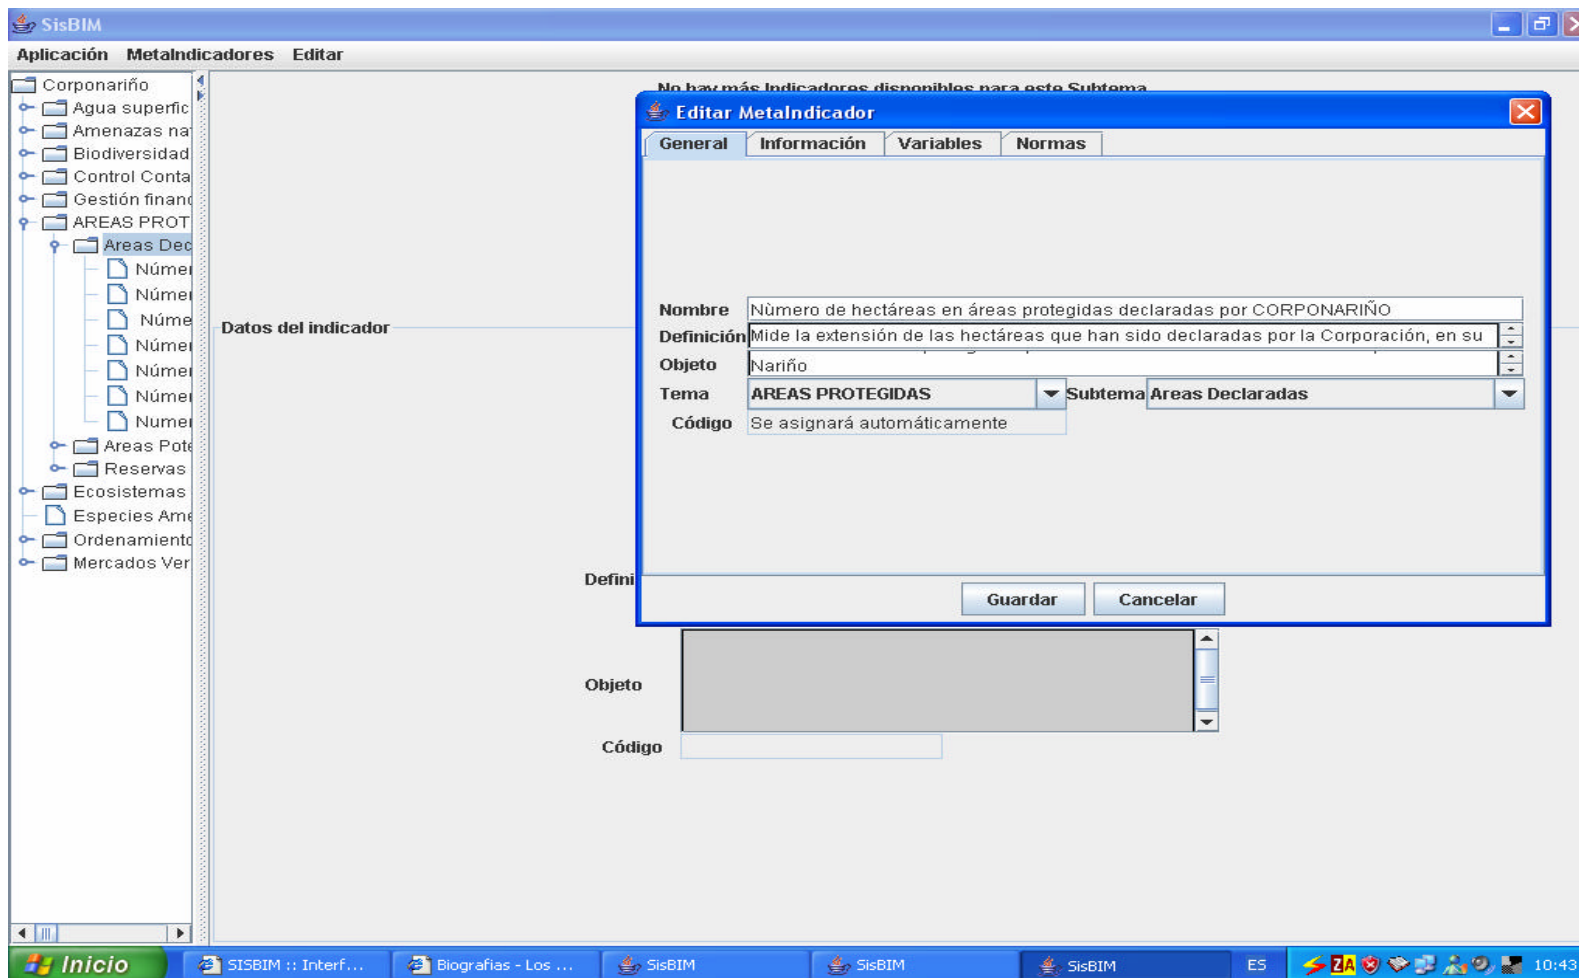 SisBIM
Aplicación MetaIndicadores Editar
Corponariño
Agua superfic
Amenazas na
Biodiversidad
Control Conta
Gestión financ
AREAS PROT
Areas Dec
Númer
Númer
Núme
Númer
Númer
Númer
Numer
Areas Pote
Reservas
Ecosistemas
Especies Ame
Ordenamiento
Mercados Ver
No hay más Indicadores disponibles para este Subtema
Datos del indicador
Defini
Objeto
Código
Editar MetaIndicador
General Información Variables Normas
Nombre Nùmero de hectáreas en áreas protegidas declaradas por CORPONARIÑO
Definición Mide la extensión de las hectáreas que han sido declaradas por la Corporación, en su
Objeto Nariño
Tema AREAS PROTEGIDAS Subtema Areas Declaradas
Código Se asignará automáticamente
Guardar Cancelar
Inicio SISBIM :: Interf... Biografias - Los ... SisBIM SisBIM SisBIM ES ZA 10:43